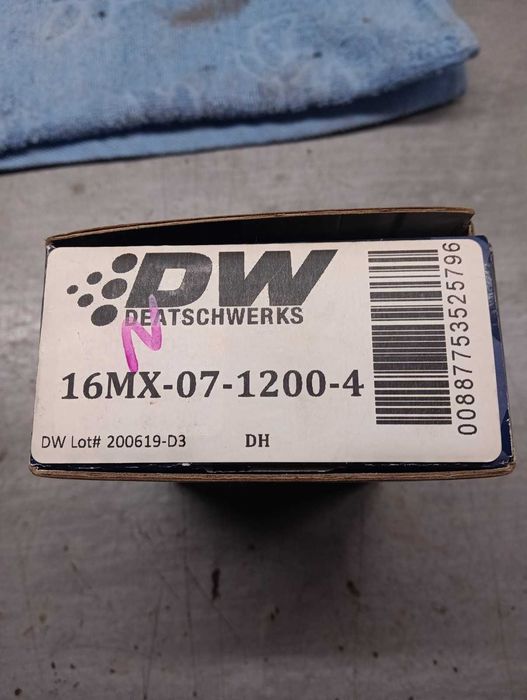 DW
DEATSCHWERKS
N
16MX-07-1200-4
DW Lot# 200619-D3 DH
00887753525796